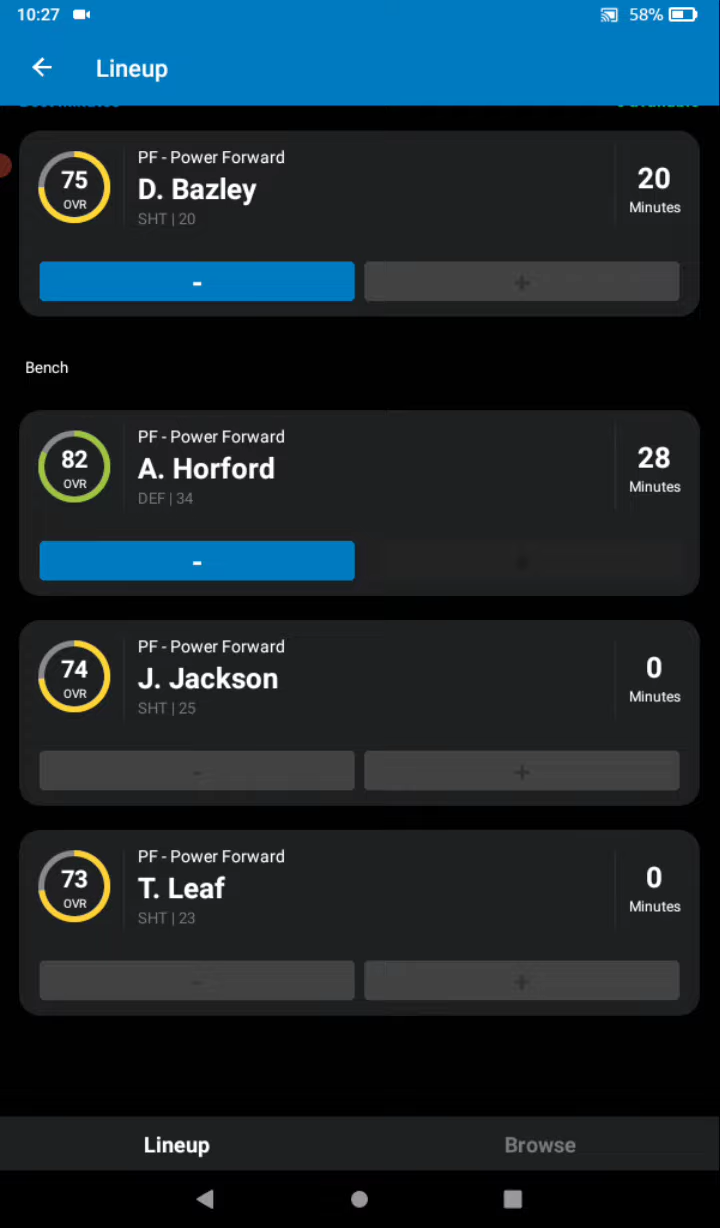 10:27
58%
Lineup
75
OVR
PF - Power Forward
D. Bazley
SHT | 20
20
Minutes
-
+
Bench
82
OVR
PF - Power Forward
A. Horford
DEF | 34
28
Minutes
-
74
OVR
PF - Power Forward
J. Jackson
SHT | 25
0
Minutes
-
+
73
OVR
PF - Power Forward
T. Leaf
SHT | 23
0
Minutes
-
+
Lineup
Browse